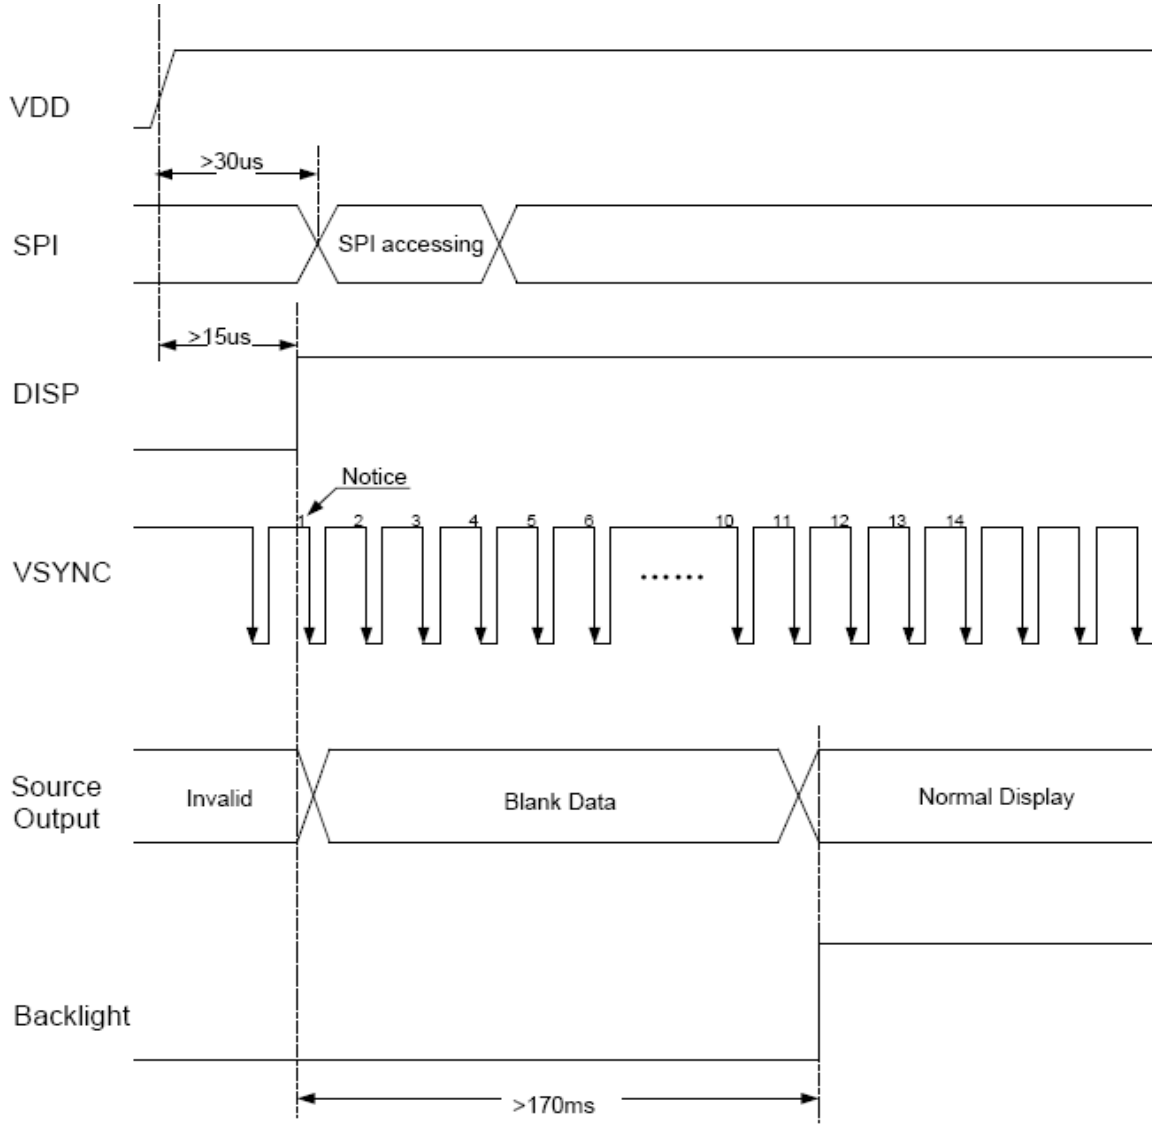 VDD
>30us
SPI
SPI accessing
>15us
DISP
Notice
1 2 3 4 5 6 10 11 12 13 14
VSYNC
......
Source
Output
Invalid
Blank Data
Normal Display
Backlight
>170ms